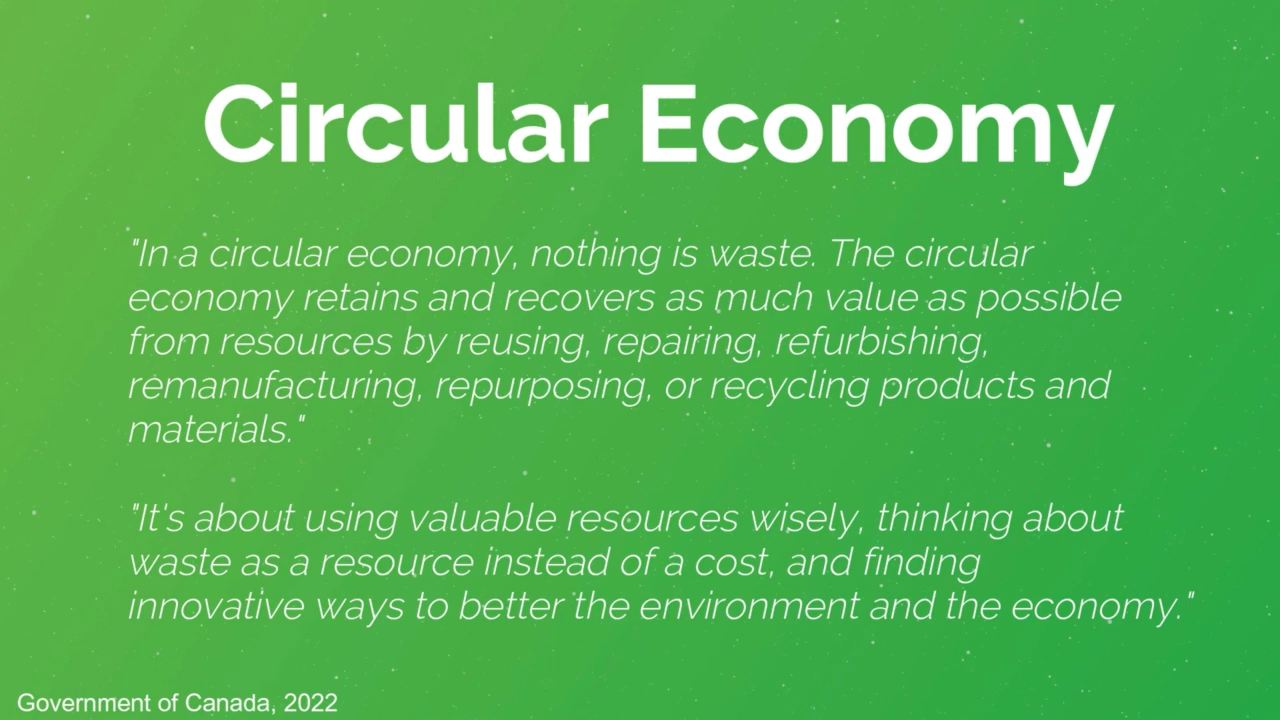 Circular Economy
"In a circular economy, nothing is waste. The circular
economy retains and recovers as much value as possible
from resources by reusing, repairing, refurbishing,
remanufacturing, repurposing, or recycling products and
materials."
"It's about using valuable resources wisely, thinking about
waste as a resource instead of a cost, and finding
innovative ways to better the environment and the economy."
Government of Canada, 2022